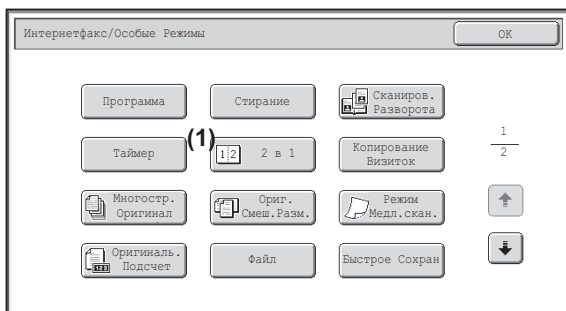 Интернетфакс/Особые Режимы
OK
Программа
Стирание
Сканиров.
Разворота
Таймер
(1)
1 2
2 в 1
Копирование
Визиток
1
2
Многостр.
Оригинал
Ориг.
Смеш.Разм.
Режим
Медл.скан.
Оригиналь.
Подсчет
123
Файл
Быстрое Сохран